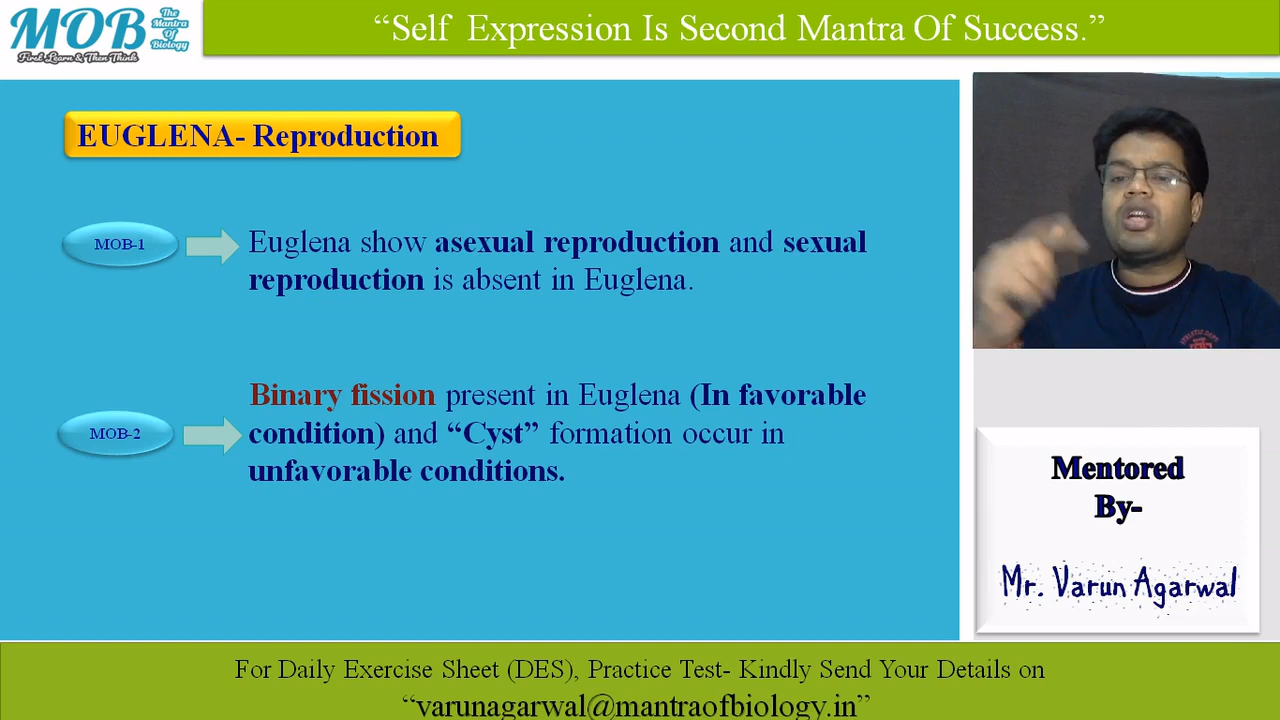 MOB
The
Mantra
Of
Biology
First Learn & Then Think
“Self Expression Is Second Mantra Of Success.”
EUGLENA- Reproduction
MOB-1
Euglena show asexual reproduction and sexual
reproduction is absent in Euglena.
MOB-2
Binary fission present in Euglena (In favorable
condition) and “Cyst” formation occur in
unfavorable conditions.
ATHLETIC DEPT
Mentored
By-
Mr. Varun Agarwal
For Daily Exercise Sheet (DES), Practice Test- Kindly Send Your Details on
“varunagarwal@mantraofbiology.in”